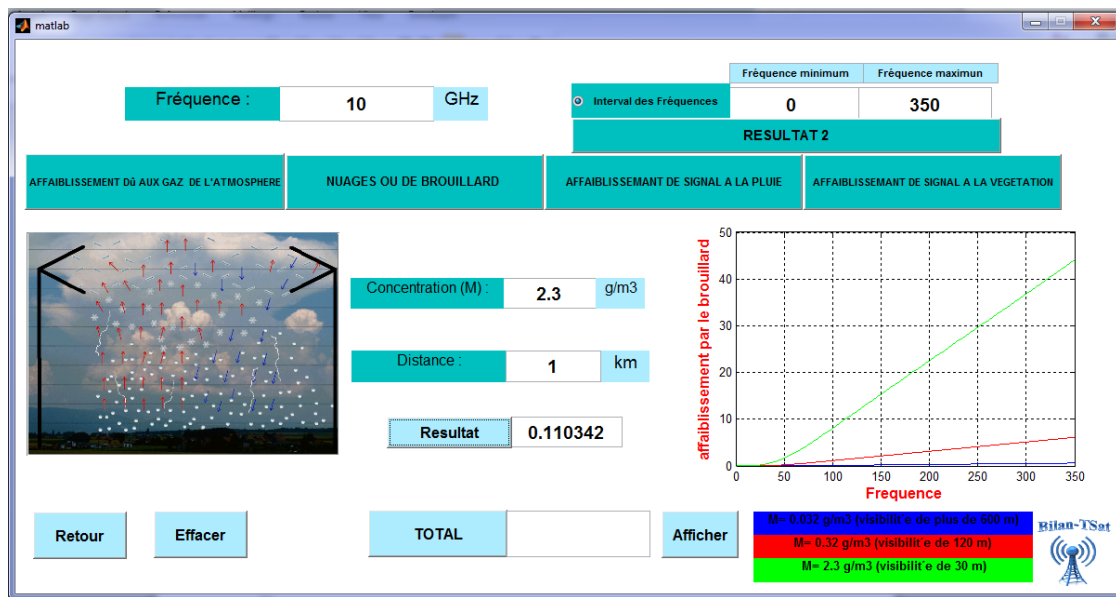 matlab
Fréquence minimum
Fréquence maximun
Fréquence :
10
GHz
Interval des Fréquences
0
350
RESULTAT 2
AFFAIBLISSEMENT Dû AUX GAZ DE L'ATMOSPHERE
NUAGES OU DE BROUILLARD
AFFAIBLISSEMANT DE SIGNAL A LA PLUIE
AFFAIBLISSEMANT DE SIGNAL A LA VEGETATION
Concentration (M) :
2.3
g/m3
Distance :
1
km
Resultat
0.110342
affaiblissement par le brouillard
50
40
30
20
10
0
0 50 100 150 200 250 300 350
Frequence
Retour
Effacer
TOTAL
Afficher
M= 0.032 g/m3 (visibilit´e de plus de 600 m)
M= 0.32 g/m3 (visibilit´e de 120 m)
M= 2.3 g/m3 (visibilit´e de 30 m)
Bilan-TSat